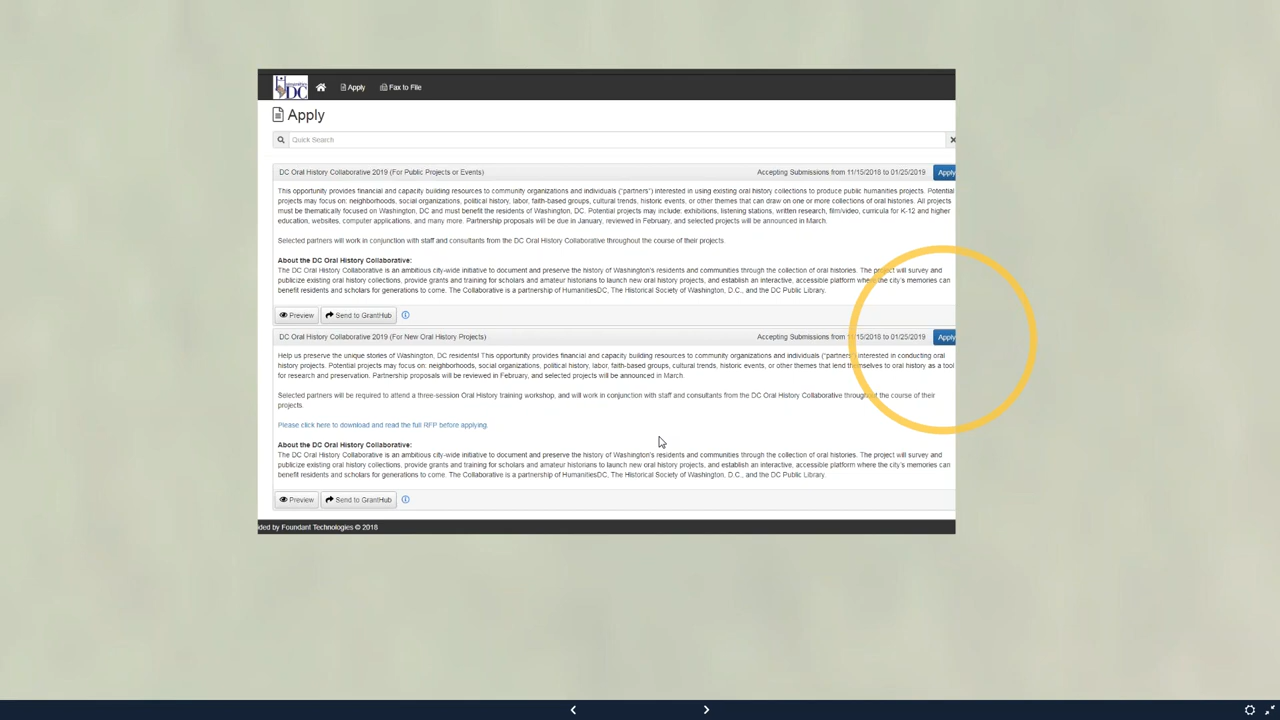 HUMANITIES DC
Apply
Fax to File
Apply
Quick Search
DC Oral History Collaborative 2019 (For Public Projects or Events)
Accepting Submissions from 11/15/2018 to 01/25/2019
Apply
This opportunity provides financial and capacity building resources to community organizations and individuals ("partners") interested in using existing oral history collections to produce public humanities projects. Potential
projects may focus on: neighborhoods, social organizations, political history, labor, faith-based groups, cultural trends, historic events, or other themes that can draw on one or more collections of oral histories. All projects
must be thematically focused on Washington, DC and must benefit the residents of Washington, DC. Potential projects may include: exhibitions, listening stations, written research, film/video, curricula for K-12 and higher
education, websites, computer applications, and many more. Partnership proposals will be due in January, reviewed in February, and selected projects will be announced in March.
Selected partners will work in conjunction with staff and consultants from the DC Oral History Collaborative throughout the course of their projects.
About the DC Oral History Collaborative:
The DC Oral History Collaborative is an ambitious city-wide initiative to document and preserve the history of Washington's residents and communities through the collection of oral histories. The project will survey and
publicize existing oral history collections, provide grants and training for scholars and amateur historians to launch new oral history projects, and establish an interactive, accessible platform where the city's memories can
benefit residents and scholars for generations to come. The Collaborative is a partnership of HumanitiesDC, The Historical Society of Washington, D.C., and the DC Public Library.
Preview
Send to GrantHub
DC Oral History Collaborative 2019 (For New Oral History Projects)
Accepting Submissions from 11/15/2018 to 01/25/2019
Apply
Help us preserve the unique stories of Washington, DC residents! This opportunity provides financial and capacity building resources to community organizations and individuals ("partners") interested in conducting oral
history projects. Potential projects may focus on: neighborhoods, social organizations, political history, labor, faith-based groups, cultural trends, historic events, or other themes that lend themselves to oral history as a tool
for research and preservation. Partnership proposals will be reviewed in February, and selected projects will be announced in March.
Selected partners will be required to attend a three-session Oral History training workshop, and will work in conjunction with staff and consultants from the DC Oral History Collaborative throughout the course of their
projects.
Please click here to download and read the full RFP before applying.
About the DC Oral History Collaborative:
The DC Oral History Collaborative is an ambitious city-wide initiative to document and preserve the history of Washington's residents and communities through the collection of oral histories. The project will survey and
publicize existing oral history collections, provide grants and training for scholars and amateur historians to launch new oral history projects, and establish an interactive, accessible platform where the city's memories can
benefit residents and scholars for generations to come. The Collaborative is a partnership of HumanitiesDC, The Historical Society of Washington, D.C., and the DC Public Library.
Preview
Send to GrantHub
ded by Foundant Technologies © 2018